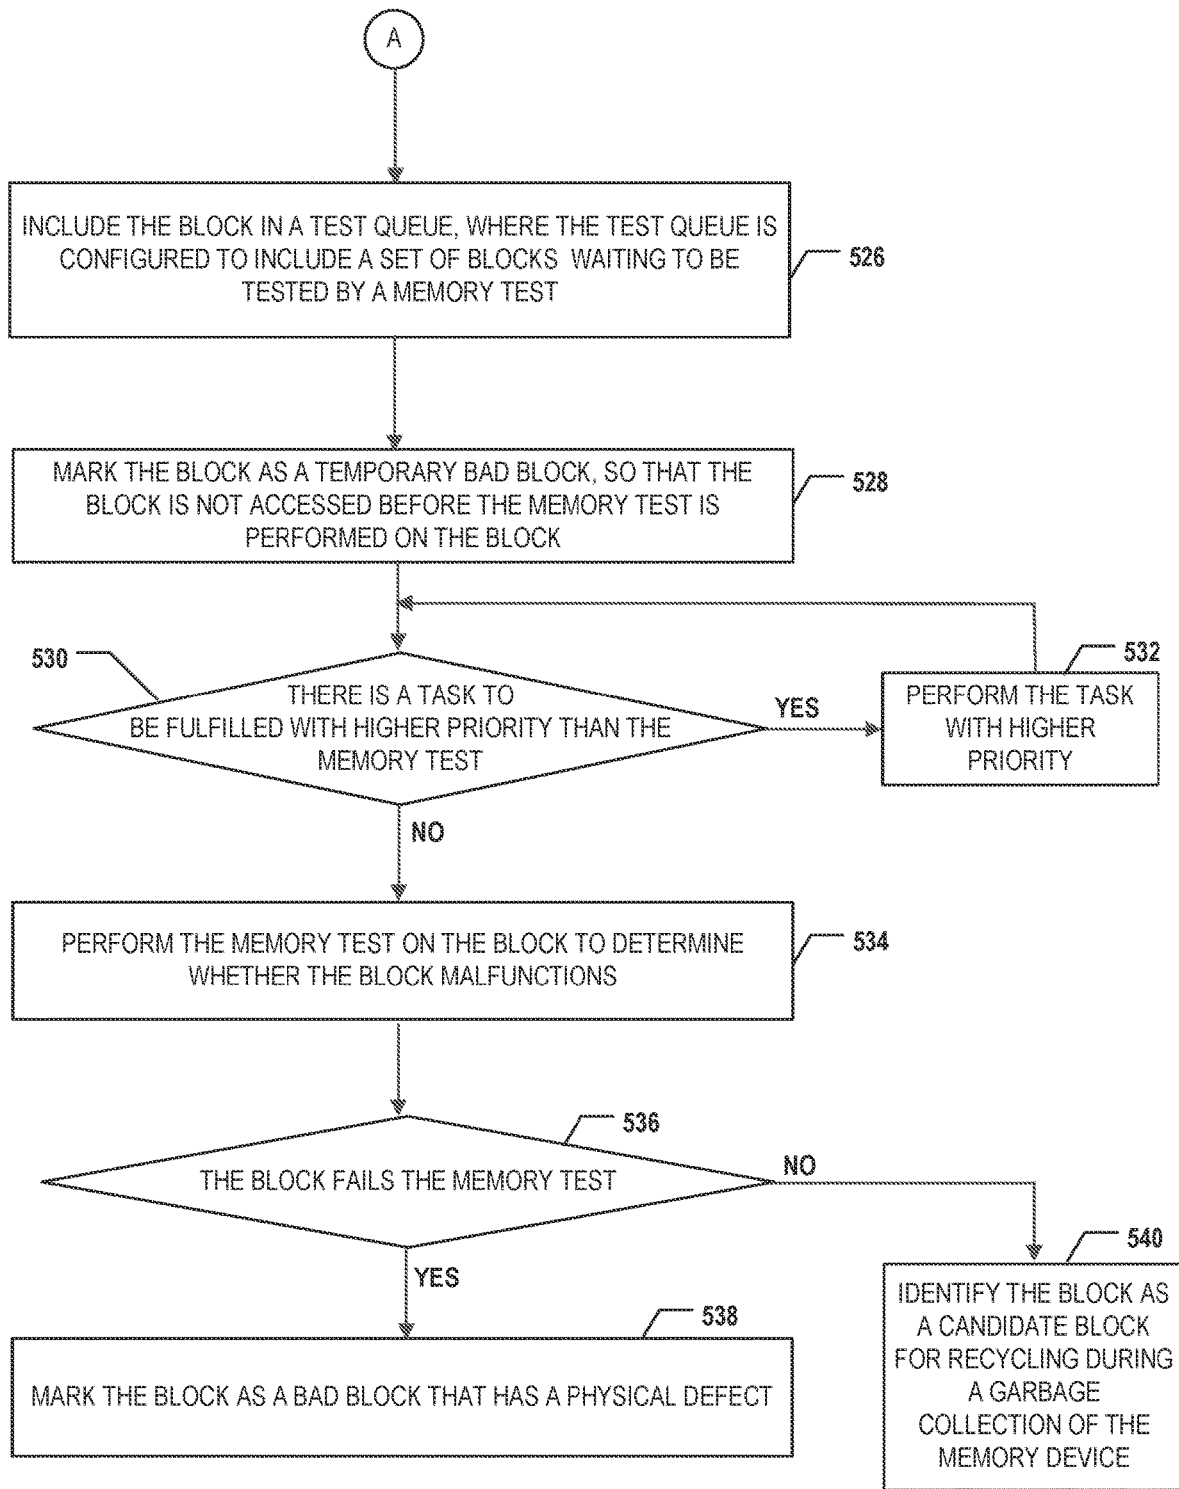 A
INCLUDE THE BLOCK IN A TEST QUEUE, WHERE THE TEST QUEUE IS
CONFIGURED TO INCLUDE A SET OF BLOCKS WAITING TO BE
TESTED BY A MEMORY TEST
526
MARK THE BLOCK AS A TEMPORARY BAD BLOCK, SO THAT THE
BLOCK IS NOT ACCESSED BEFORE THE MEMORY TEST IS
PERFORMED ON THE BLOCK
528
530
THERE IS A TASK TO
BE FULFILLED WITH HIGHER PRIORITY THAN THE
MEMORY TEST
YES
532
PERFORM THE TASK
WITH HIGHER
PRIORITY
NO
PERFORM THE MEMORY TEST ON THE BLOCK TO DETERMINE
WHETHER THE BLOCK MALFUNCTIONS
534
536
THE BLOCK FAILS THE MEMORY TEST
NO
YES
538
MARK THE BLOCK AS A BAD BLOCK THAT HAS A PHYSICAL DEFECT
540
IDENTIFY THE BLOCK AS
A CANDIDATE BLOCK
FOR RECYCLING DURING
A GARBAGE
COLLECTION OF THE
MEMORY DEVICE